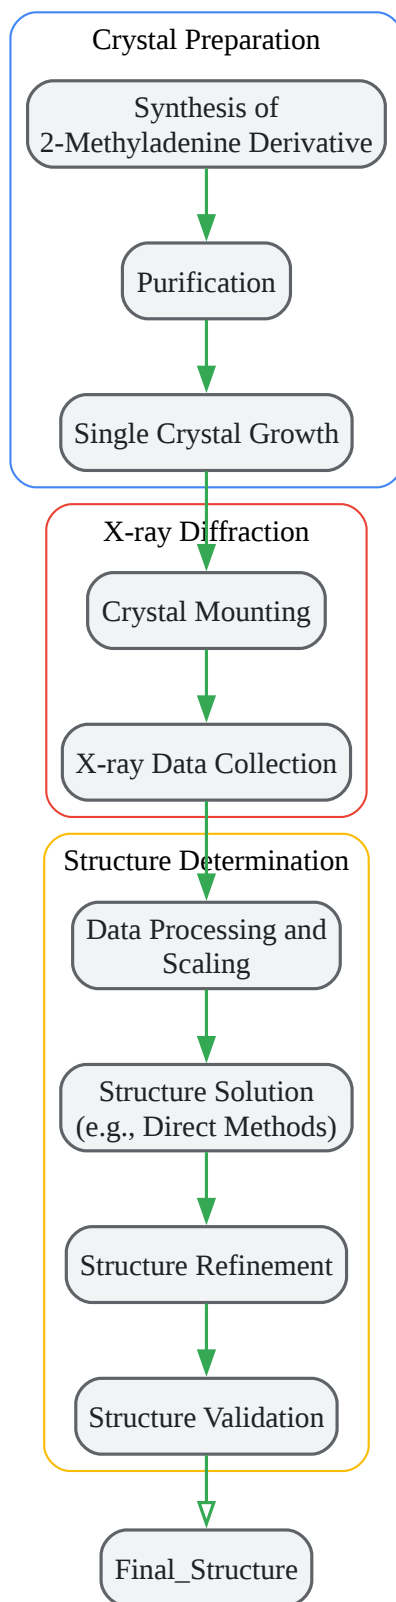 Crystal Preparation
Synthesis of
2-Methyladenine Derivative
Purification
Single Crystal Growth
X-ray Diffraction
Crystal Mounting
X-ray Data Collection
Structure Determination
Data Processing and
Scaling
Structure Solution
(e.g., Direct Methods)
Structure Refinement
Structure Validation
Final_Structure